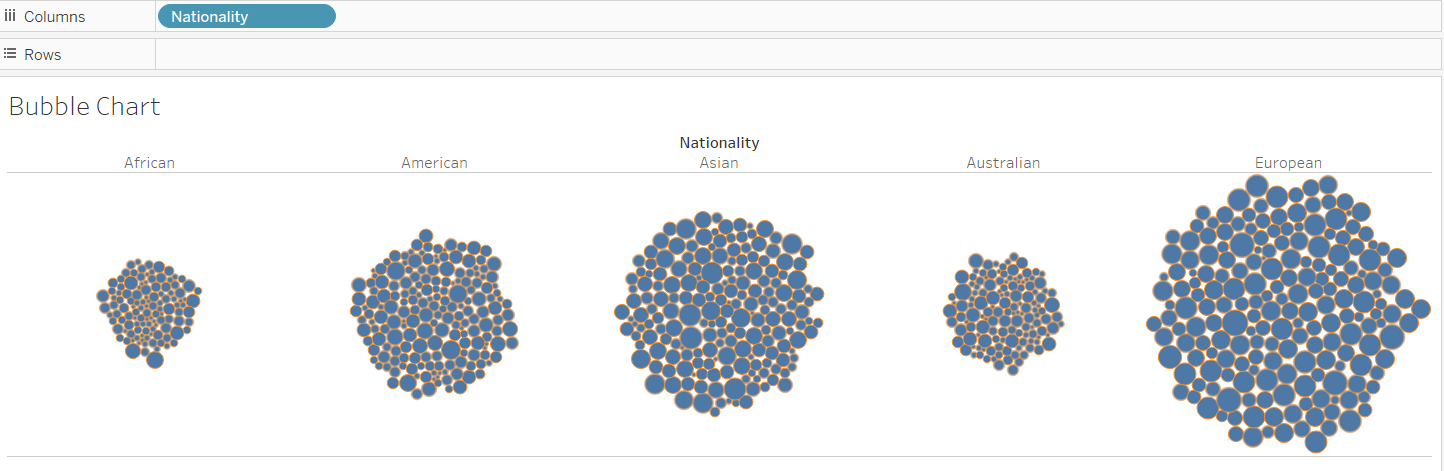 Columns Nationality
Rows
Bubble Chart
Nationality
African American Asian Australian European